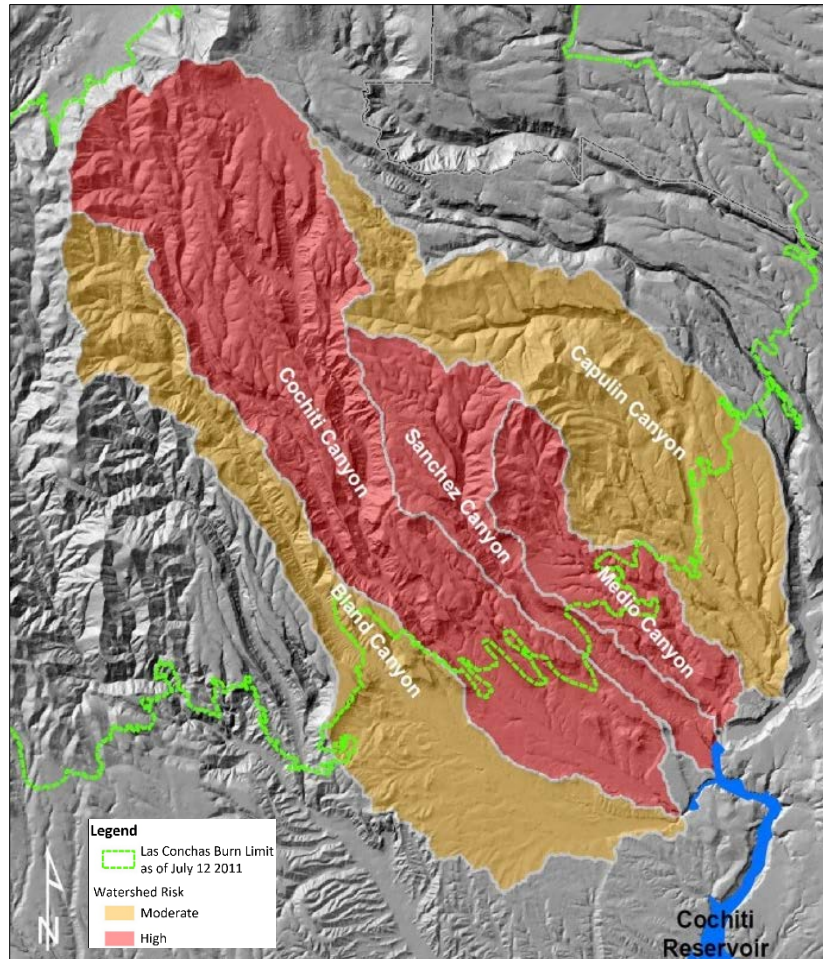 Capulin Canyon
Cochiti Canyon
Sanchez Canyon
Medio Canyon
Bland Canyon
Legend
Las Conchas Burn Limit
as of July 12 2011
Watershed Risk
Moderate
High
N
Cochiti
Reservoir